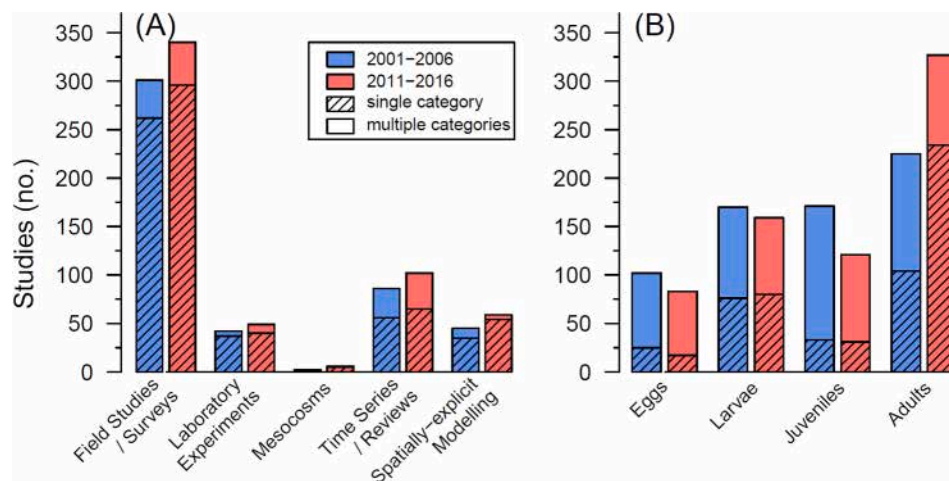 (A)
(B)
Studies (no.)
350
300
250
200
150
100
50
0
2001−2006
2011−2016
single category
multiple categories
Field Studies
/ Surveys
Laboratory
Experiments
Mesocosms
Time Series
/ Reviews
Spatially−explicit
Modelling
350
300
250
200
150
100
50
0
Eggs
Larvae
Juveniles
Adults